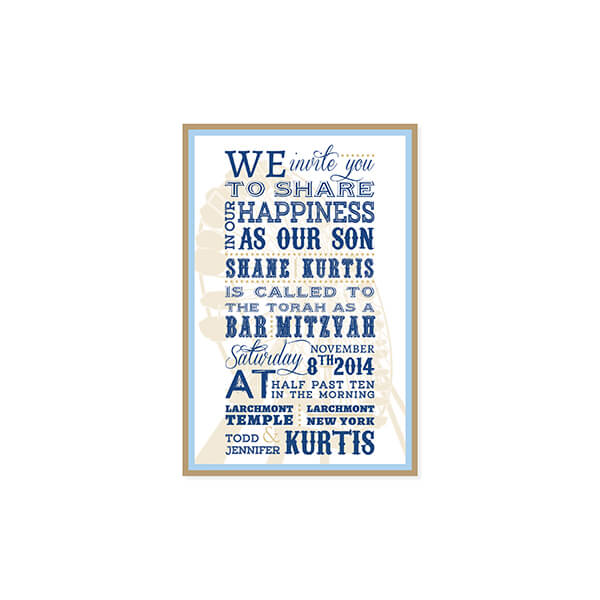 WE invite you
TO SHARE
IN OUR HAPPINESS
AS OUR SON
SHANE KURTIS
IS CALLED TO
THE TORAH AS A
BAR MITZVAH
Saturday NOVEMBER 8TH 2014
AT HALF PAST TEN IN THE MORNING
LARCHMONT TEMPLE
LARCHMONT NEW YORK
TODD & JENNIFER KURTIS